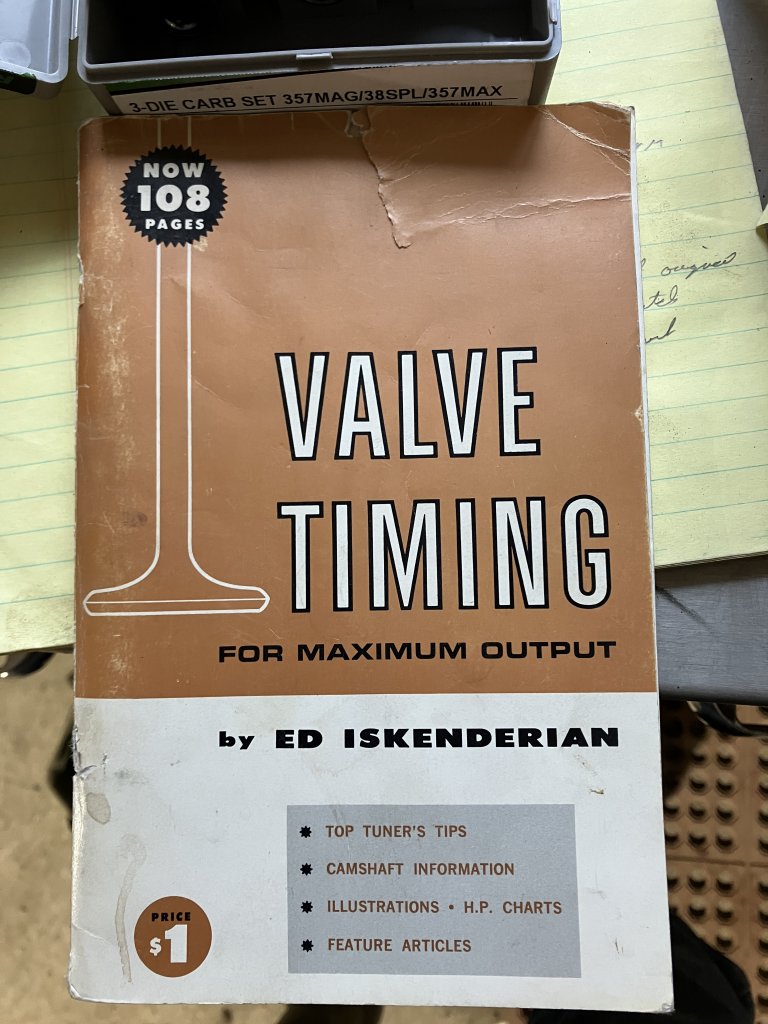 3-DIE CARB SET 357MAG/38SPL/357MAX
NOW
108
PAGES
original
VALVE
TIMING
FOR MAXIMUM OUTPUT
by ED ISKENDERIAN
✷ TOP TUNER'S TIPS
✷ CAMSHAFT INFORMATION
✷ ILLUSTRATIONS • H.P. CHARTS
✷ FEATURE ARTICLES
PRICE
$1